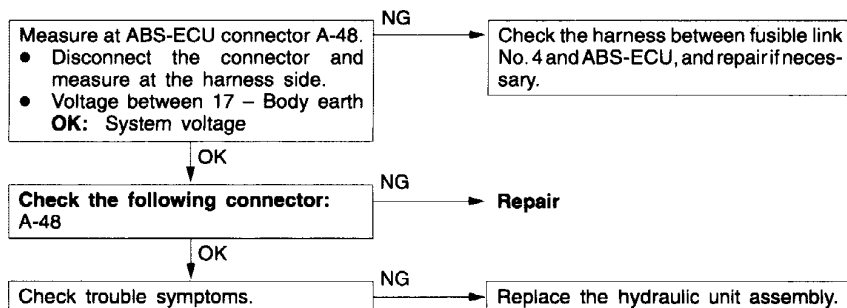 Measure at ABS-ECU connector A-48.
● Disconnect the connector and
measure at the harness side.
● Voltage between 17 – Body earth
OK: System voltage
NG
Check the harness between fusible link
No. 4 and ABS-ECU, and repair if neces-
sary.
OK
Check the following connector:
A-48
NG
Repair
OK
Check trouble symptoms.
NG
Replace the hydraulic unit assembly.